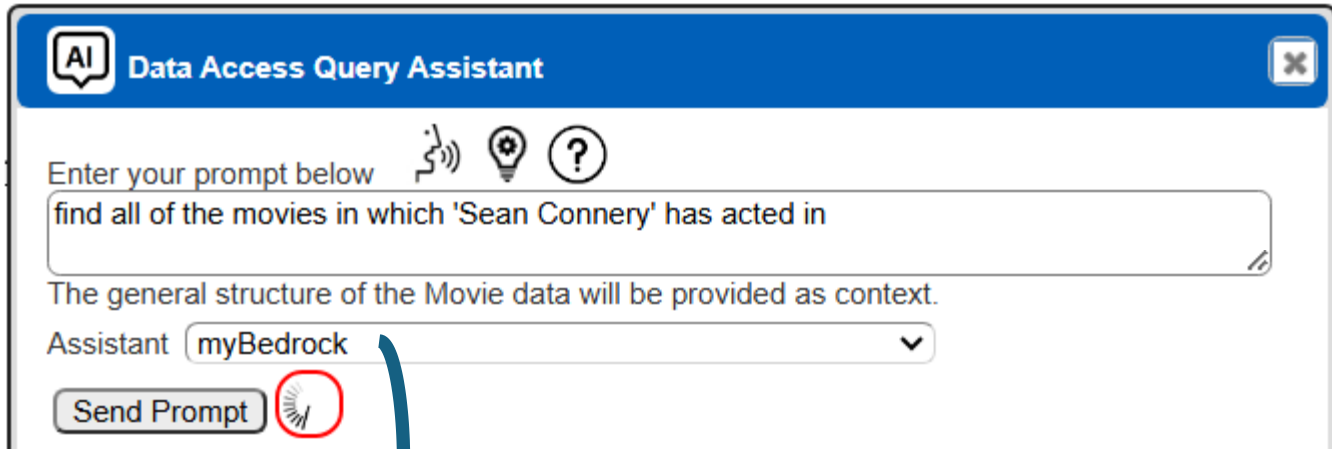 AI Data Access Query Assistant
Enter your prompt below ?
find all of the movies in which 'Sean Connery' has acted in
The general structure of the Movie data will be provided as context.
Assistant myBedrock
Send Prompt